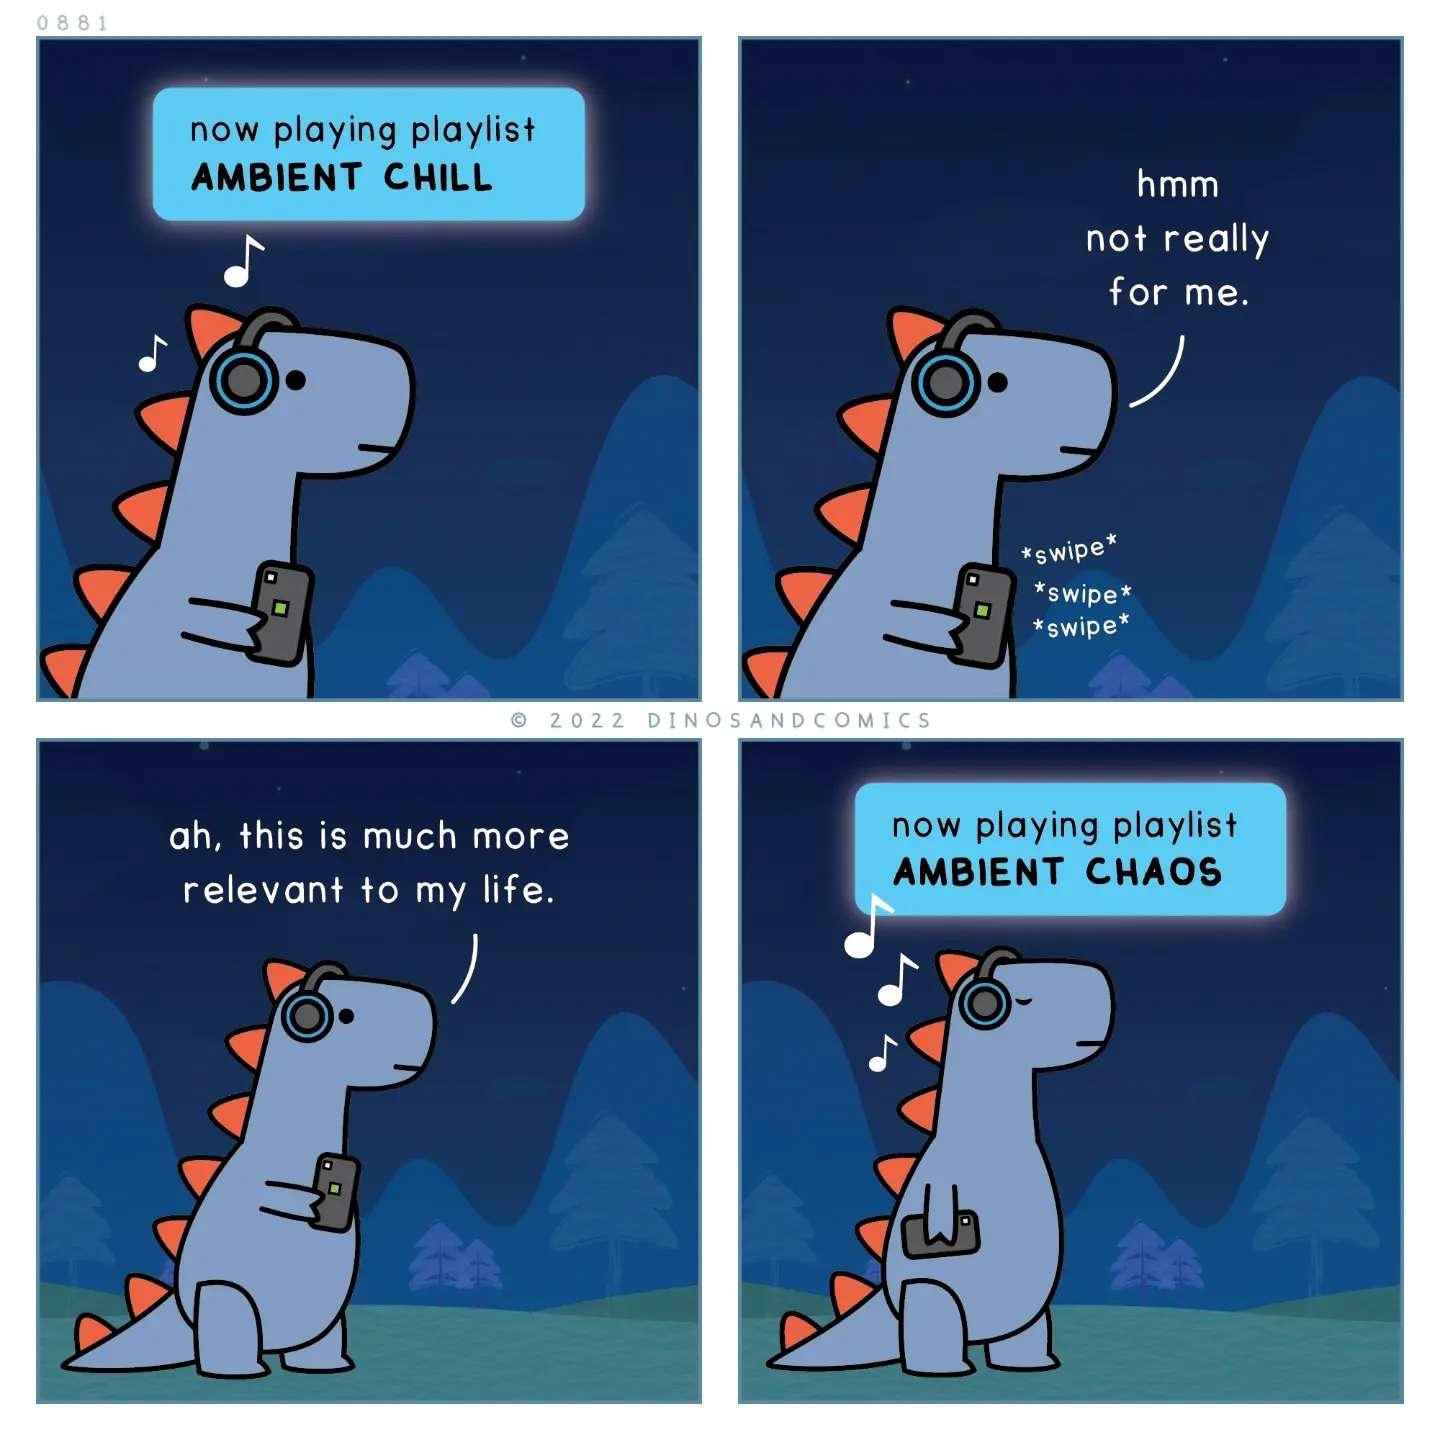 0881
now playing playlist
AMBIENT CHILL
hmm
not really
for me.
*swipe*
*swipe*
*swipe*
© 2022 DINOSANDCOMICS
ah, this is much more
relevant to my life.
now playing playlist
AMBIENT CHAOS